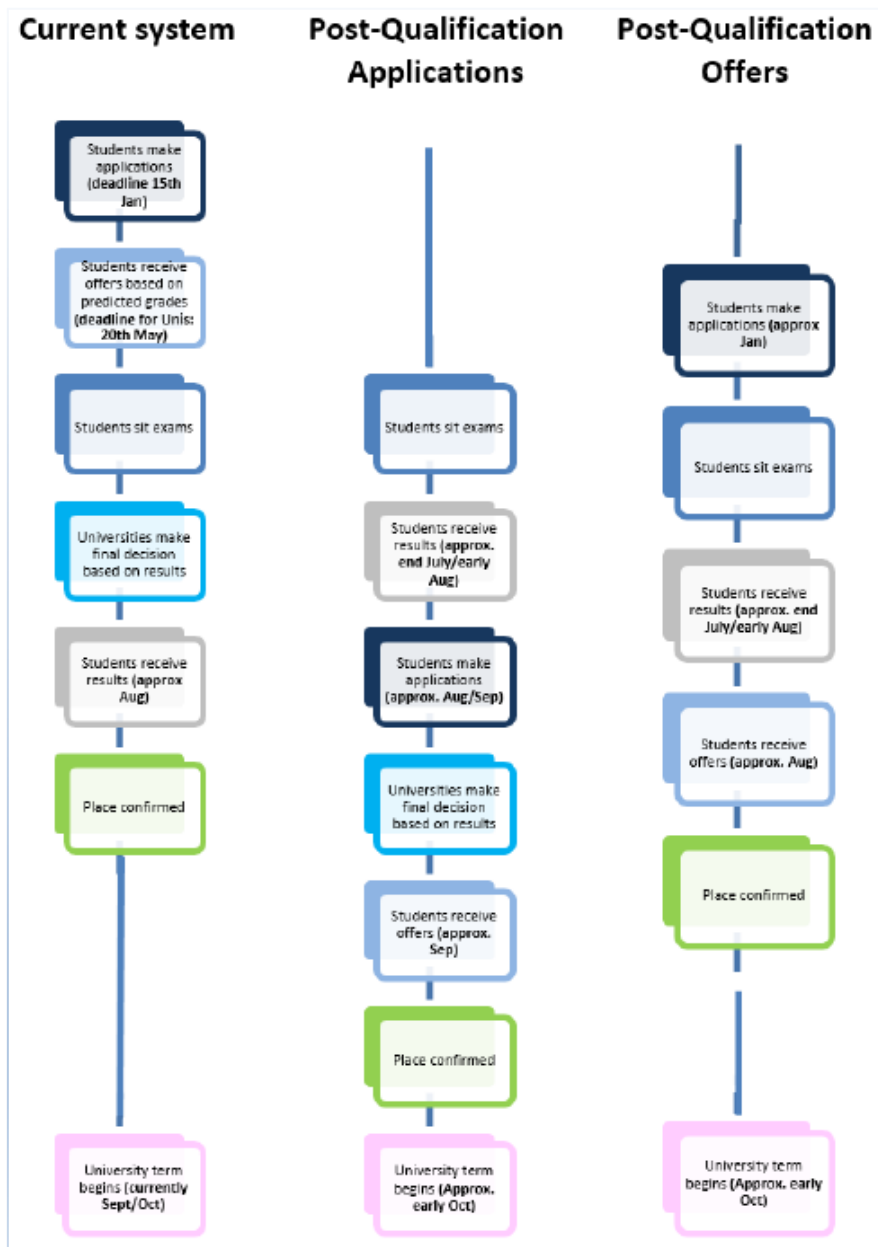 Current system
Students make
applications
(deadline 15th
Jan)
Students receive
offers based on
predicted grades
(deadline for Unis:
20th May)
Students sit exams
Universities make
final decision
based on results
Students receive
results (approx
Aug)
Place confirmed
University term
begins (currently
Sept/Oct)
Post-Qualification
Applications
Students sit exams
Students receive
results (approx.
end July/early
Aug)
Students make
applications
(approx. Aug/Sep)
Universities make
final decision
based on results
Students receive
offers (approx.
Sep)
Place confirmed
University term
begins (Approx.
early Oct)
Post-Qualification
Offers
Students make
applications (approx
Jan)
Students sit exams
Students receive
results (approx. end
July/early Aug)
Students receive
offers (approx. Aug)
Place confirmed
University term
begins (Approx. early
Oct)